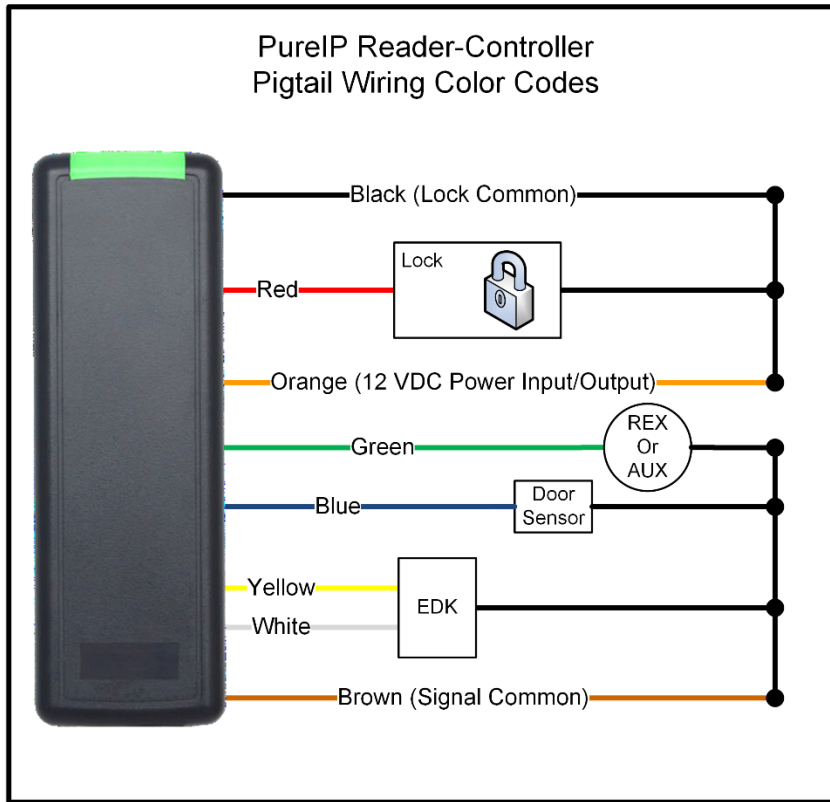 PureIP Reader-Controller
Pigtail Wiring Color Codes
Black (Lock Common)
Lock
Red
Orange (12 VDC Power Input/Output)
REX
Or
AUX
Green
Door
Sensor
Blue
Yellow
EDK
White
Brown (Signal Common)